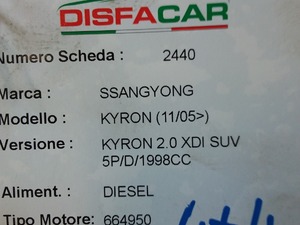 DISFACAR
Numero Scheda : 2440
Marca : SSANGYONG
Modello : KYRON (11/05>)
Versione : KYRON 2.0 XDI SUV
5P/D/1998CC
Aliment. : DIESEL
Tipo Motore: 664950